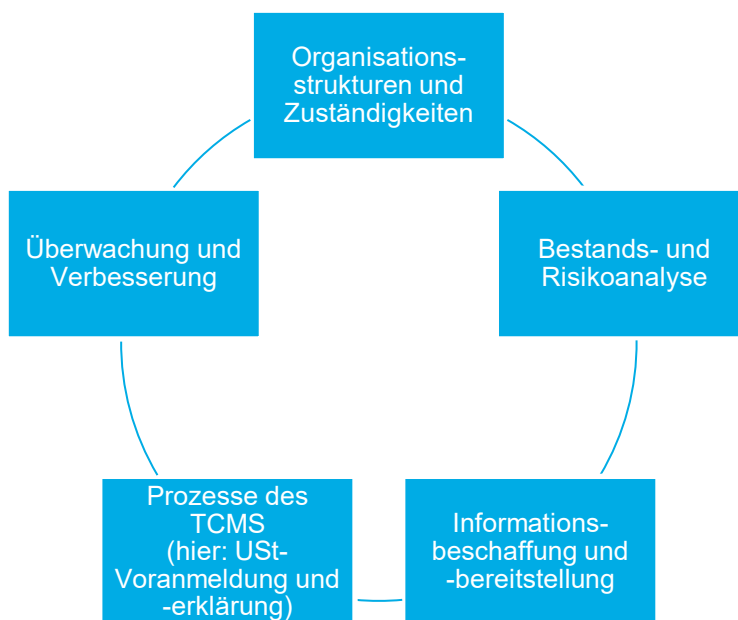 Organisations-
strukturen und
Zuständigkeiten
Bestands- und
Risikoanalyse
Informations-
beschaffung und
-bereitstellung
Prozesse des
TCMS
(hier: USt-
Voranmeldung und
-erklärung)
Überwachung und
Verbesserung